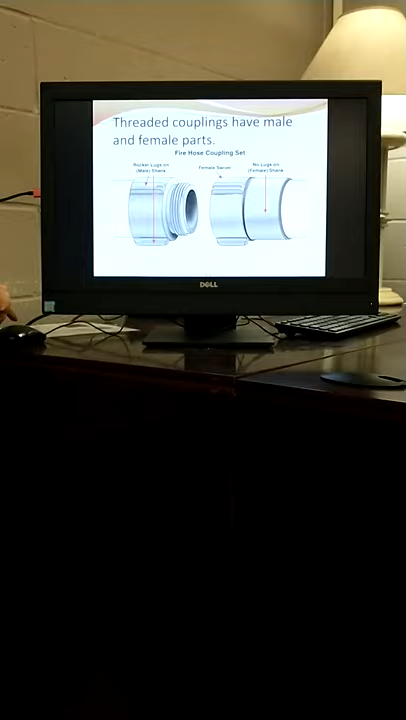 Threaded couplings have male
and female parts.
Fire Hose Coupling Set
Rocker Lugs on
(Male) Shank
Female Swivel
No Lugs on
(Female) Shank
DELL